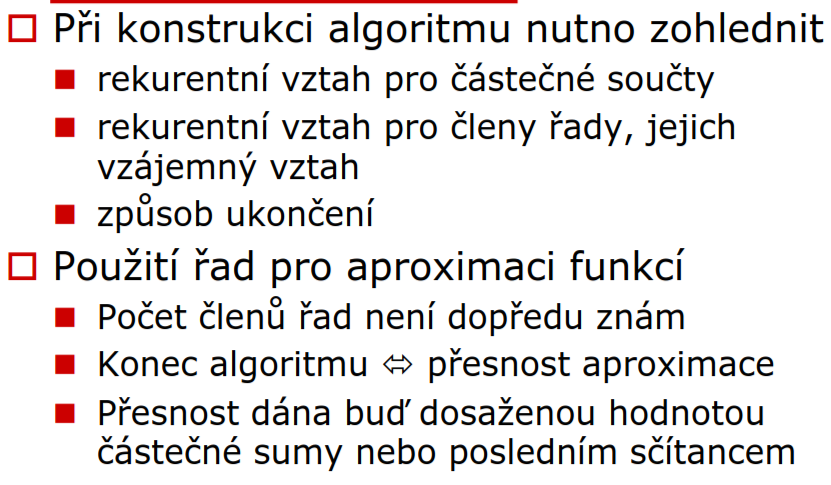 Při konstrukci algoritmu nutno zohlednit
rekurentní vztah pro částečné součty
rekurentní vztah pro členy řady, jejich
vzájemný vztah
způsob ukončení
Použití řad pro aproximaci funkcí
Počet členů řad není dopředu znám
Konec algoritmu ⇔ přesnost aproximace
Přesnost dána buď dosaženou hodnotou
částečné sumy nebo posledním sčítancem